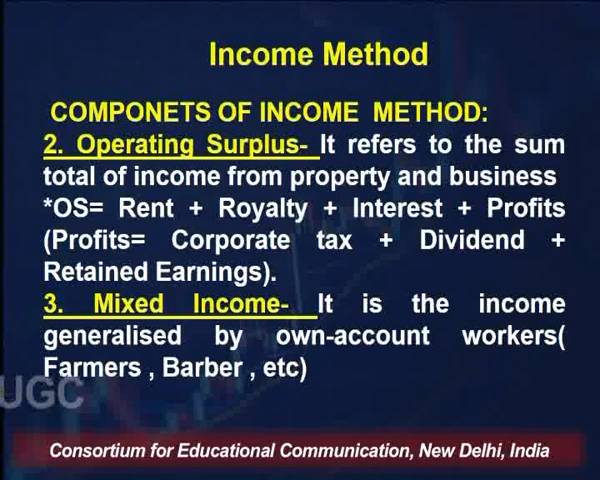 Income Method
COMPONETS OF INCOME METHOD:
2. Operating Surplus- It refers to the sum
total of income from property and business
*OS= Rent + Royalty + Interest + Profits
(Profits= Corporate tax + Dividend +
Retained Earnings).
3. Mixed Income- It is the income
generalised by own-account workers(
Farmers , Barber , etc)
UGC
Consortium for Educational Communication, New Delhi, India